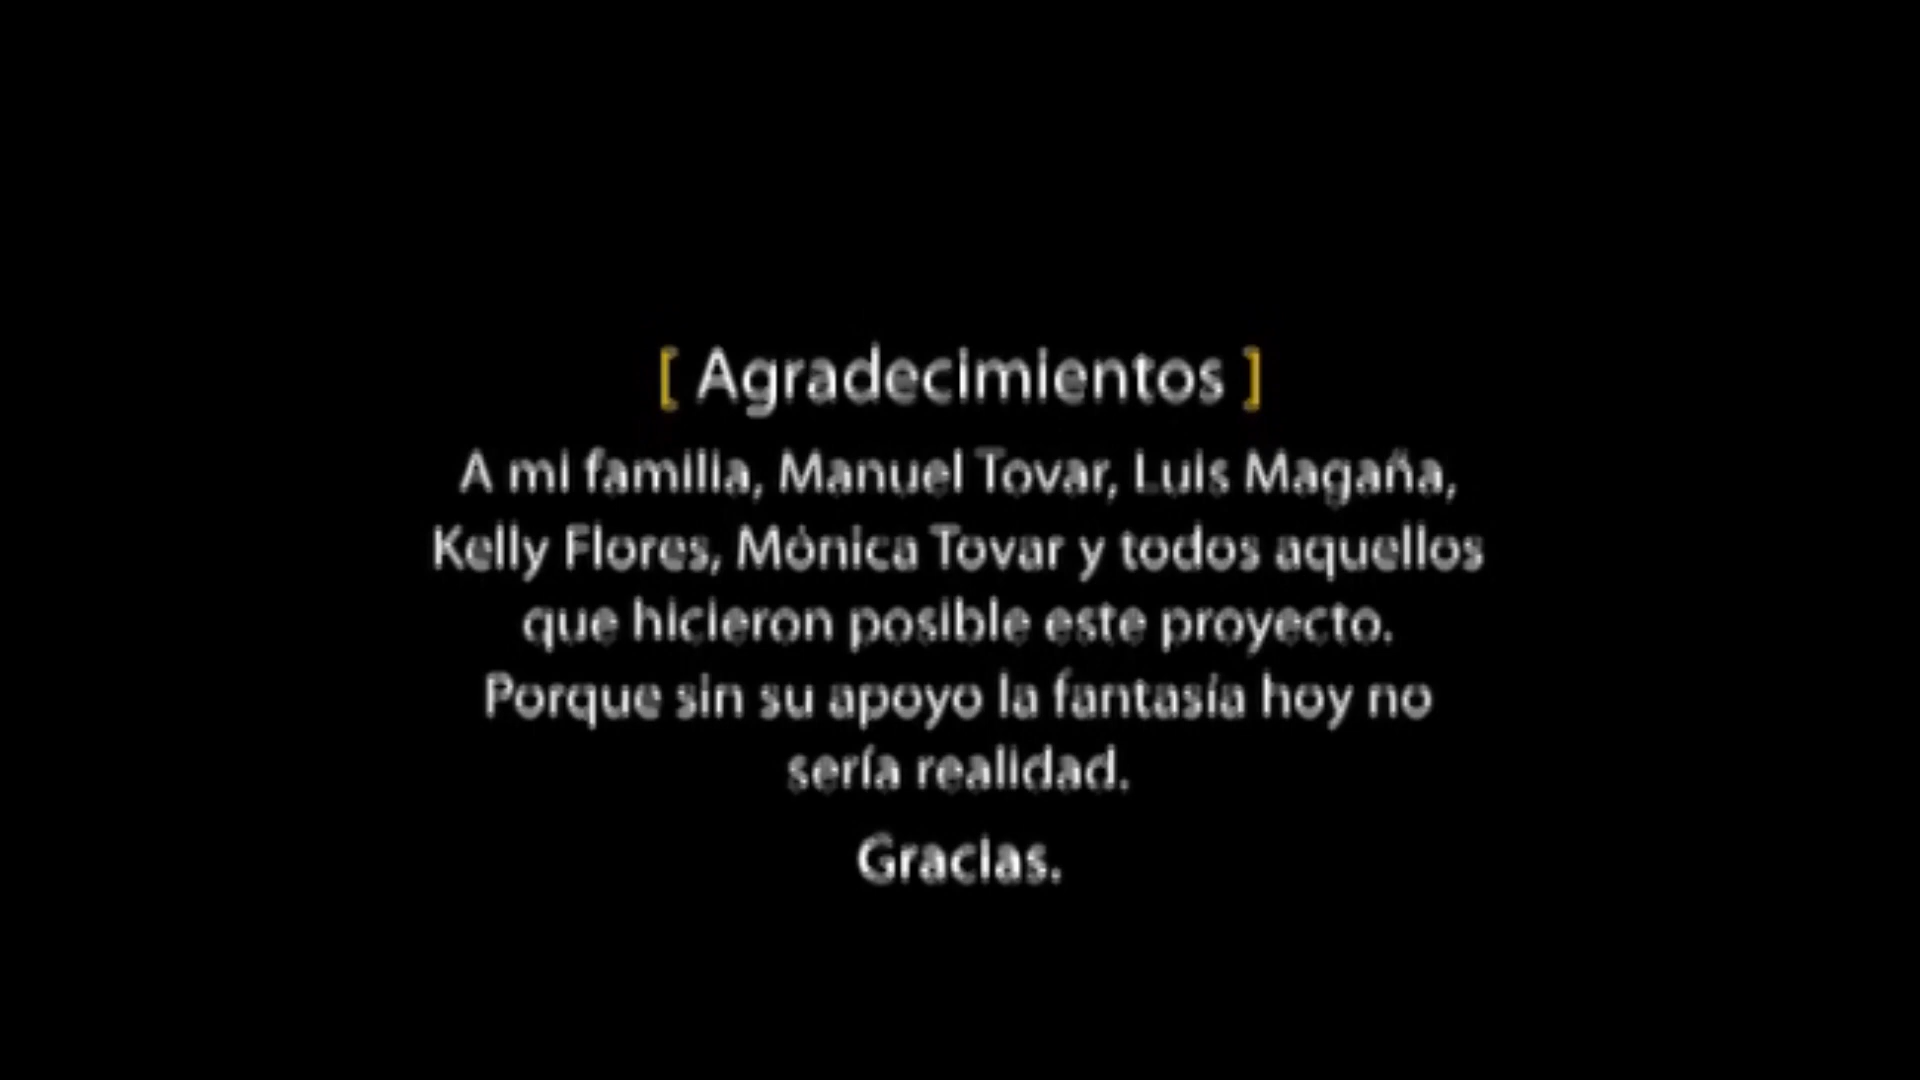 [ Agradecimientos ]
A mi familia, Manuel Tovar, Luis Magaña,
Kelly Flores, Mónica Tovar y todos aquellos
que hicieron posible este proyecto.
Porque sin su apoyo la fantasía hoy no
sería realidad.
Gracias.